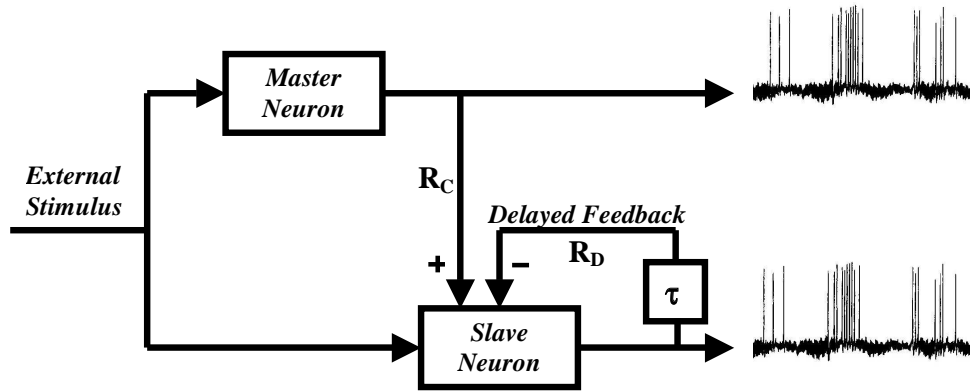 Master
Neuron
External
Stimulus
R_C
Delayed Feedback
R_D
+
−
τ
Slave
Neuron